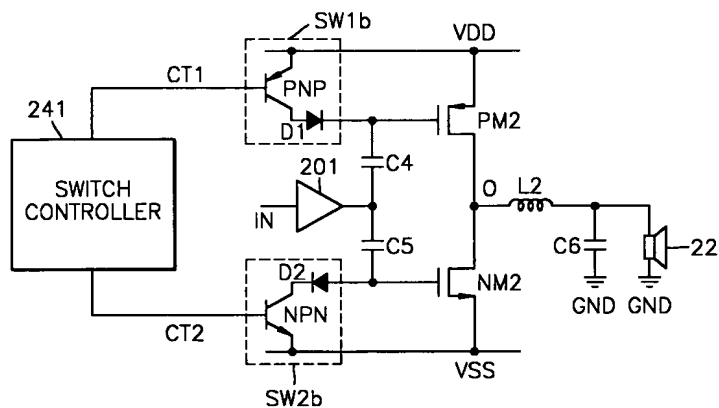 SW1b
VDD
CT1
PNP
241
D1
PM2
SWITCH
CONTROLLER
201
C4
IN
O
L2
C5
C6
22
D2
NPN
NM2
GND
GND
CT2
VSS
SW2b